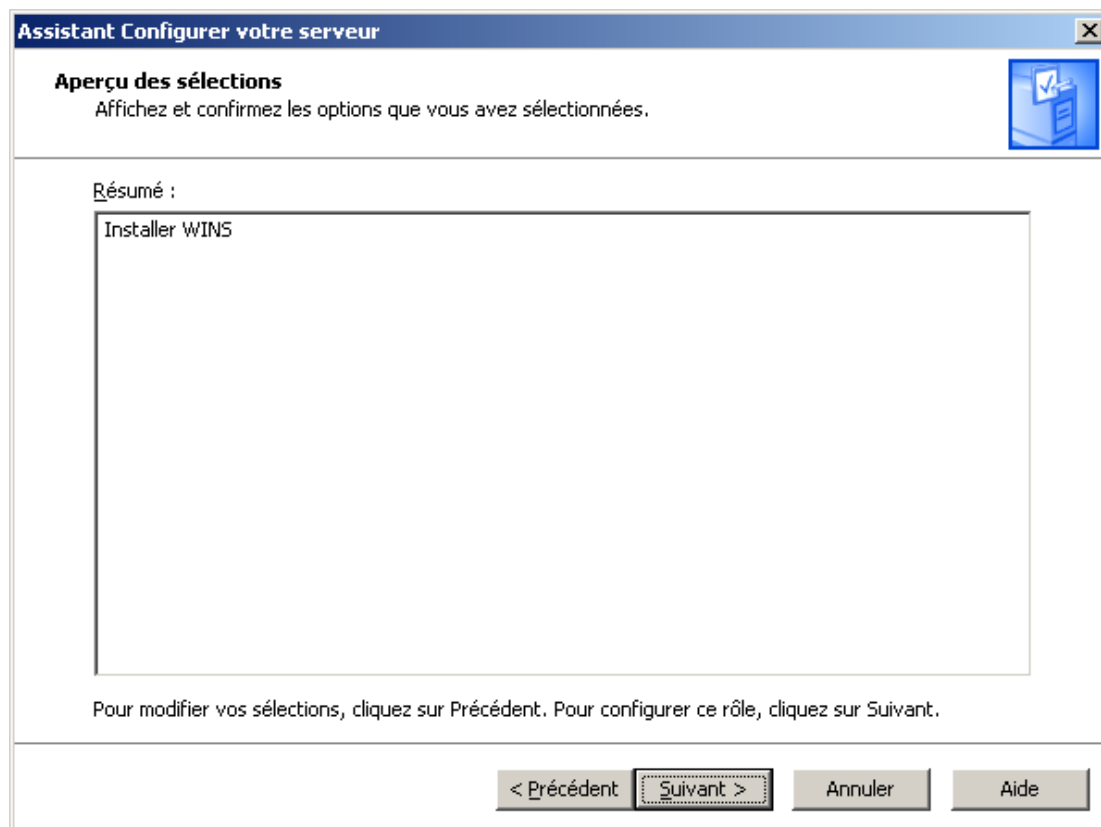 Assistant Configurer votre serveur
Aperçu des sélections
Affichez et confirmez les options que vous avez sélectionnées.
Résumé :
Installer WINS
Pour modifier vos sélections, cliquez sur Précédent. Pour configurer ce rôle, cliquez sur Suivant.
< Précédent Suivant > Annuler Aide